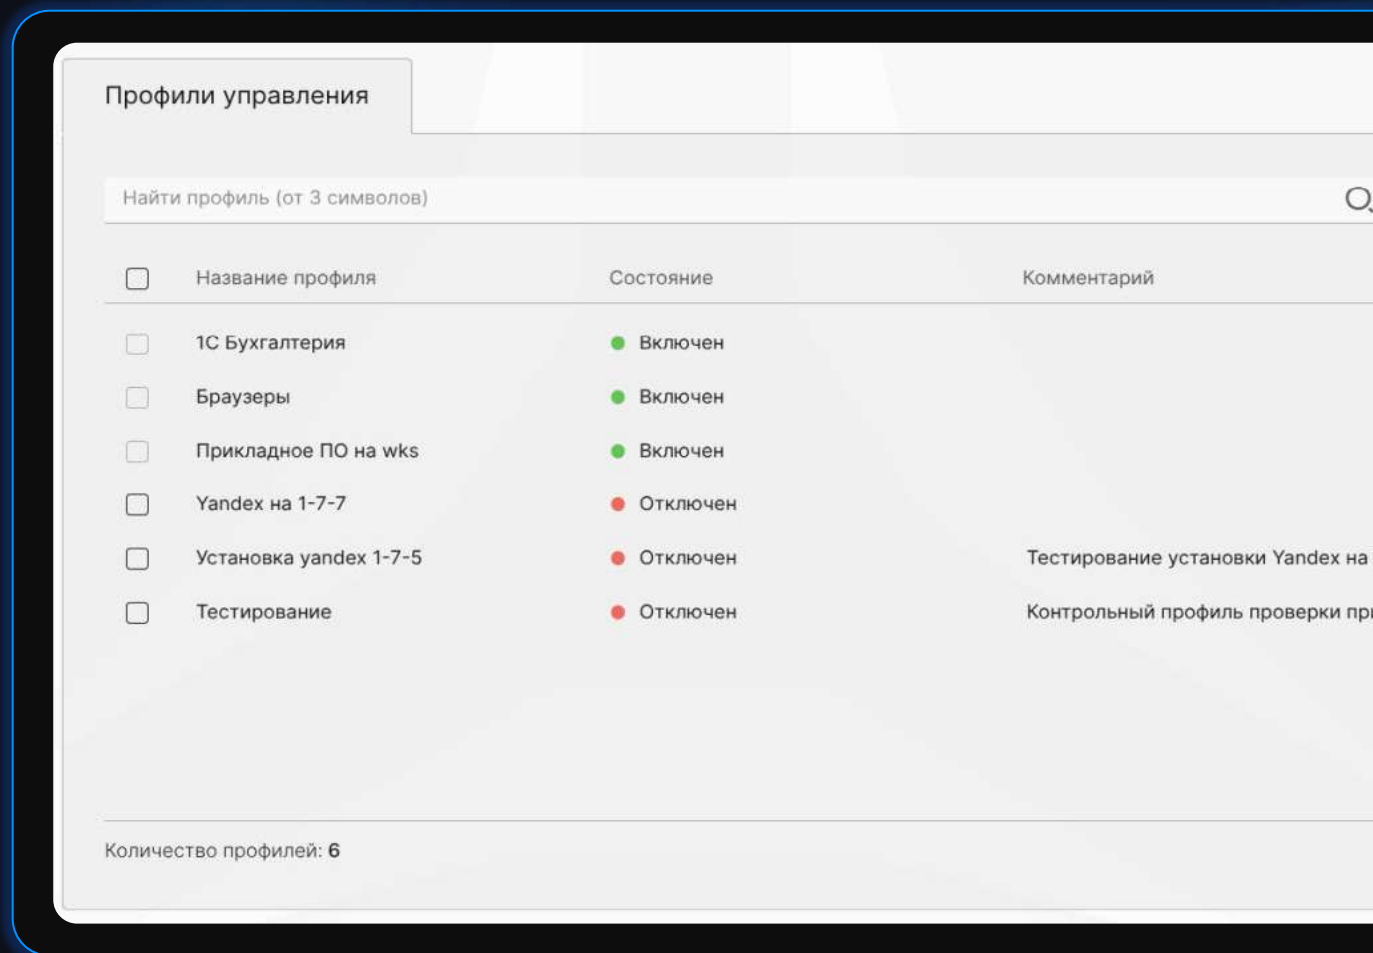 Профили управления
Найти профиль (от 3 символов)
Название профиля Состояние Комментарий
1С Бухгалтерия Включен
Браузеры Включен
Прикладное ПО на wks Включен
Yandex на 1-7-7 Отключен
Установка yandex 1-7-5 Отключен Тестирование установки Yandex на
Тестирование Отключен Контрольный профиль проверки
Количество профилей: 6